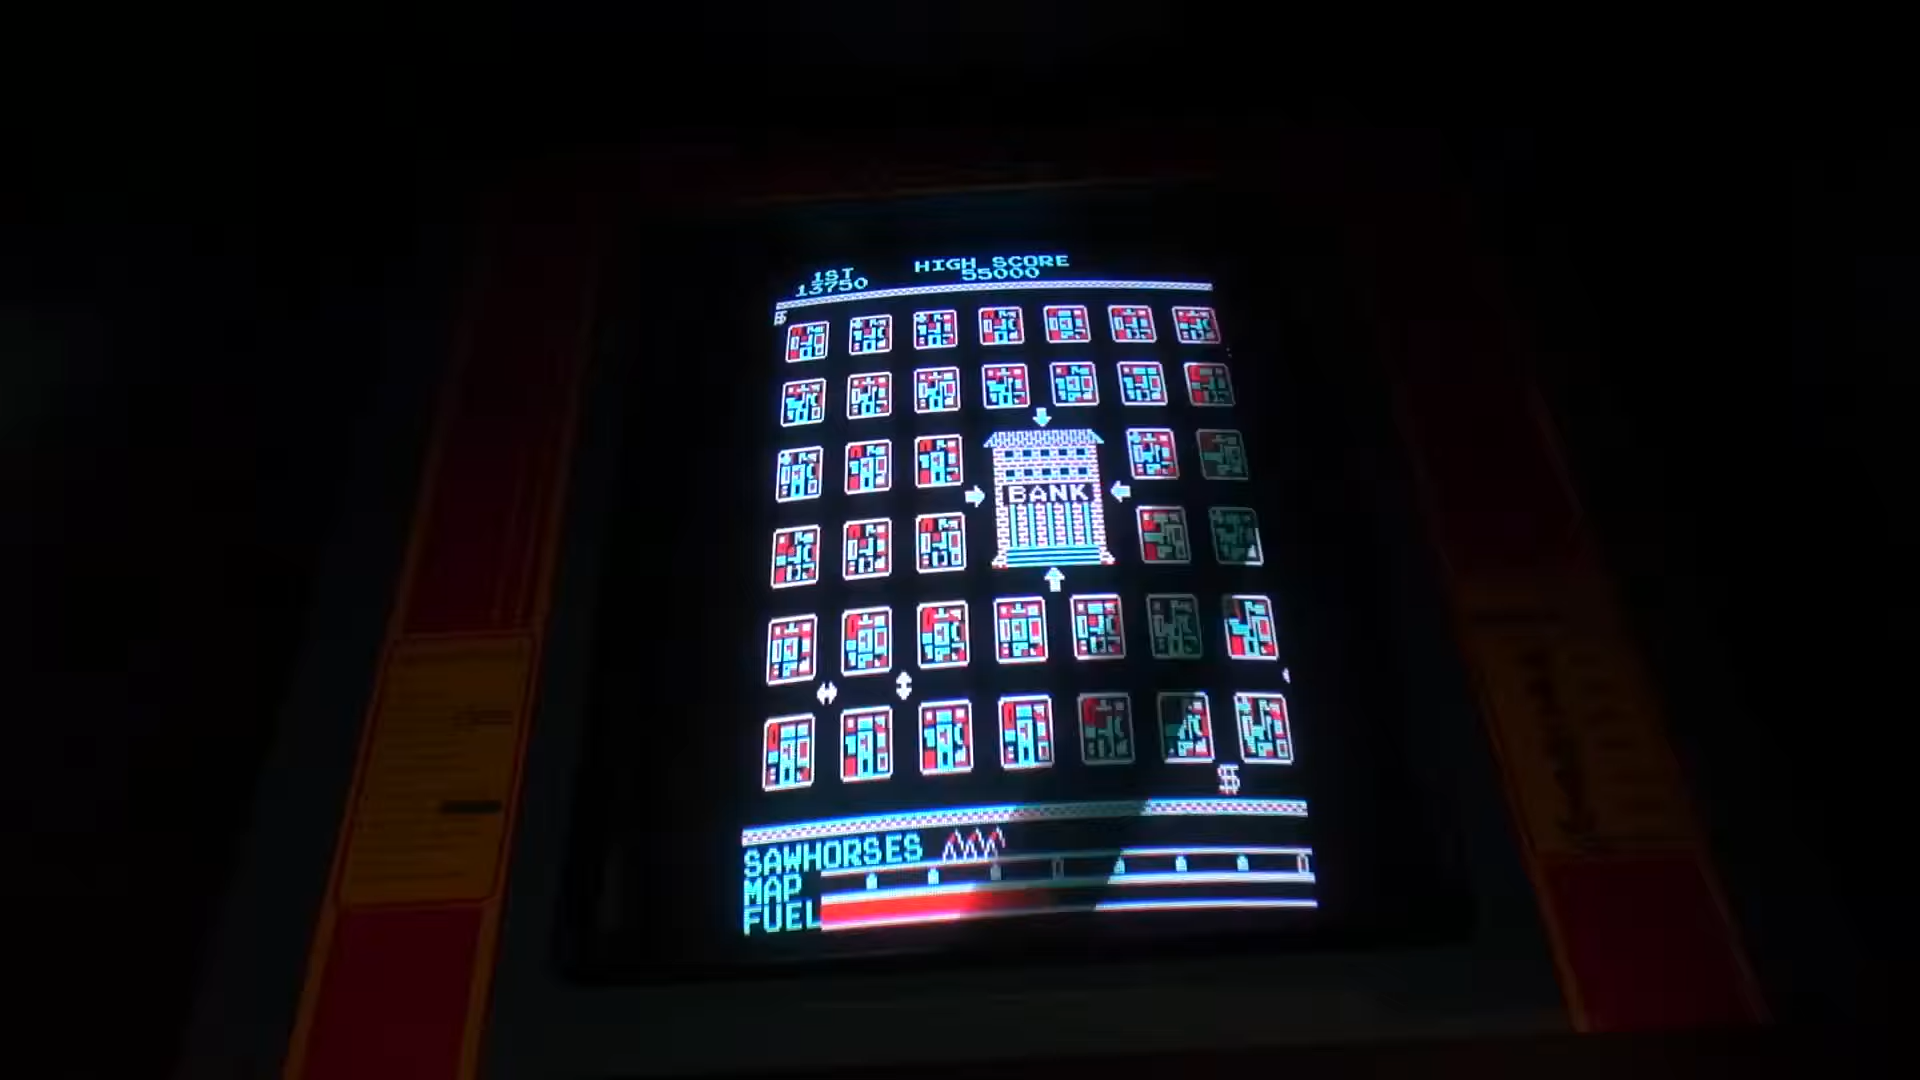 1ST
13750
HIGH SCORE
55000
$
BANK
$
SAWHORSES
MAP
FUEL